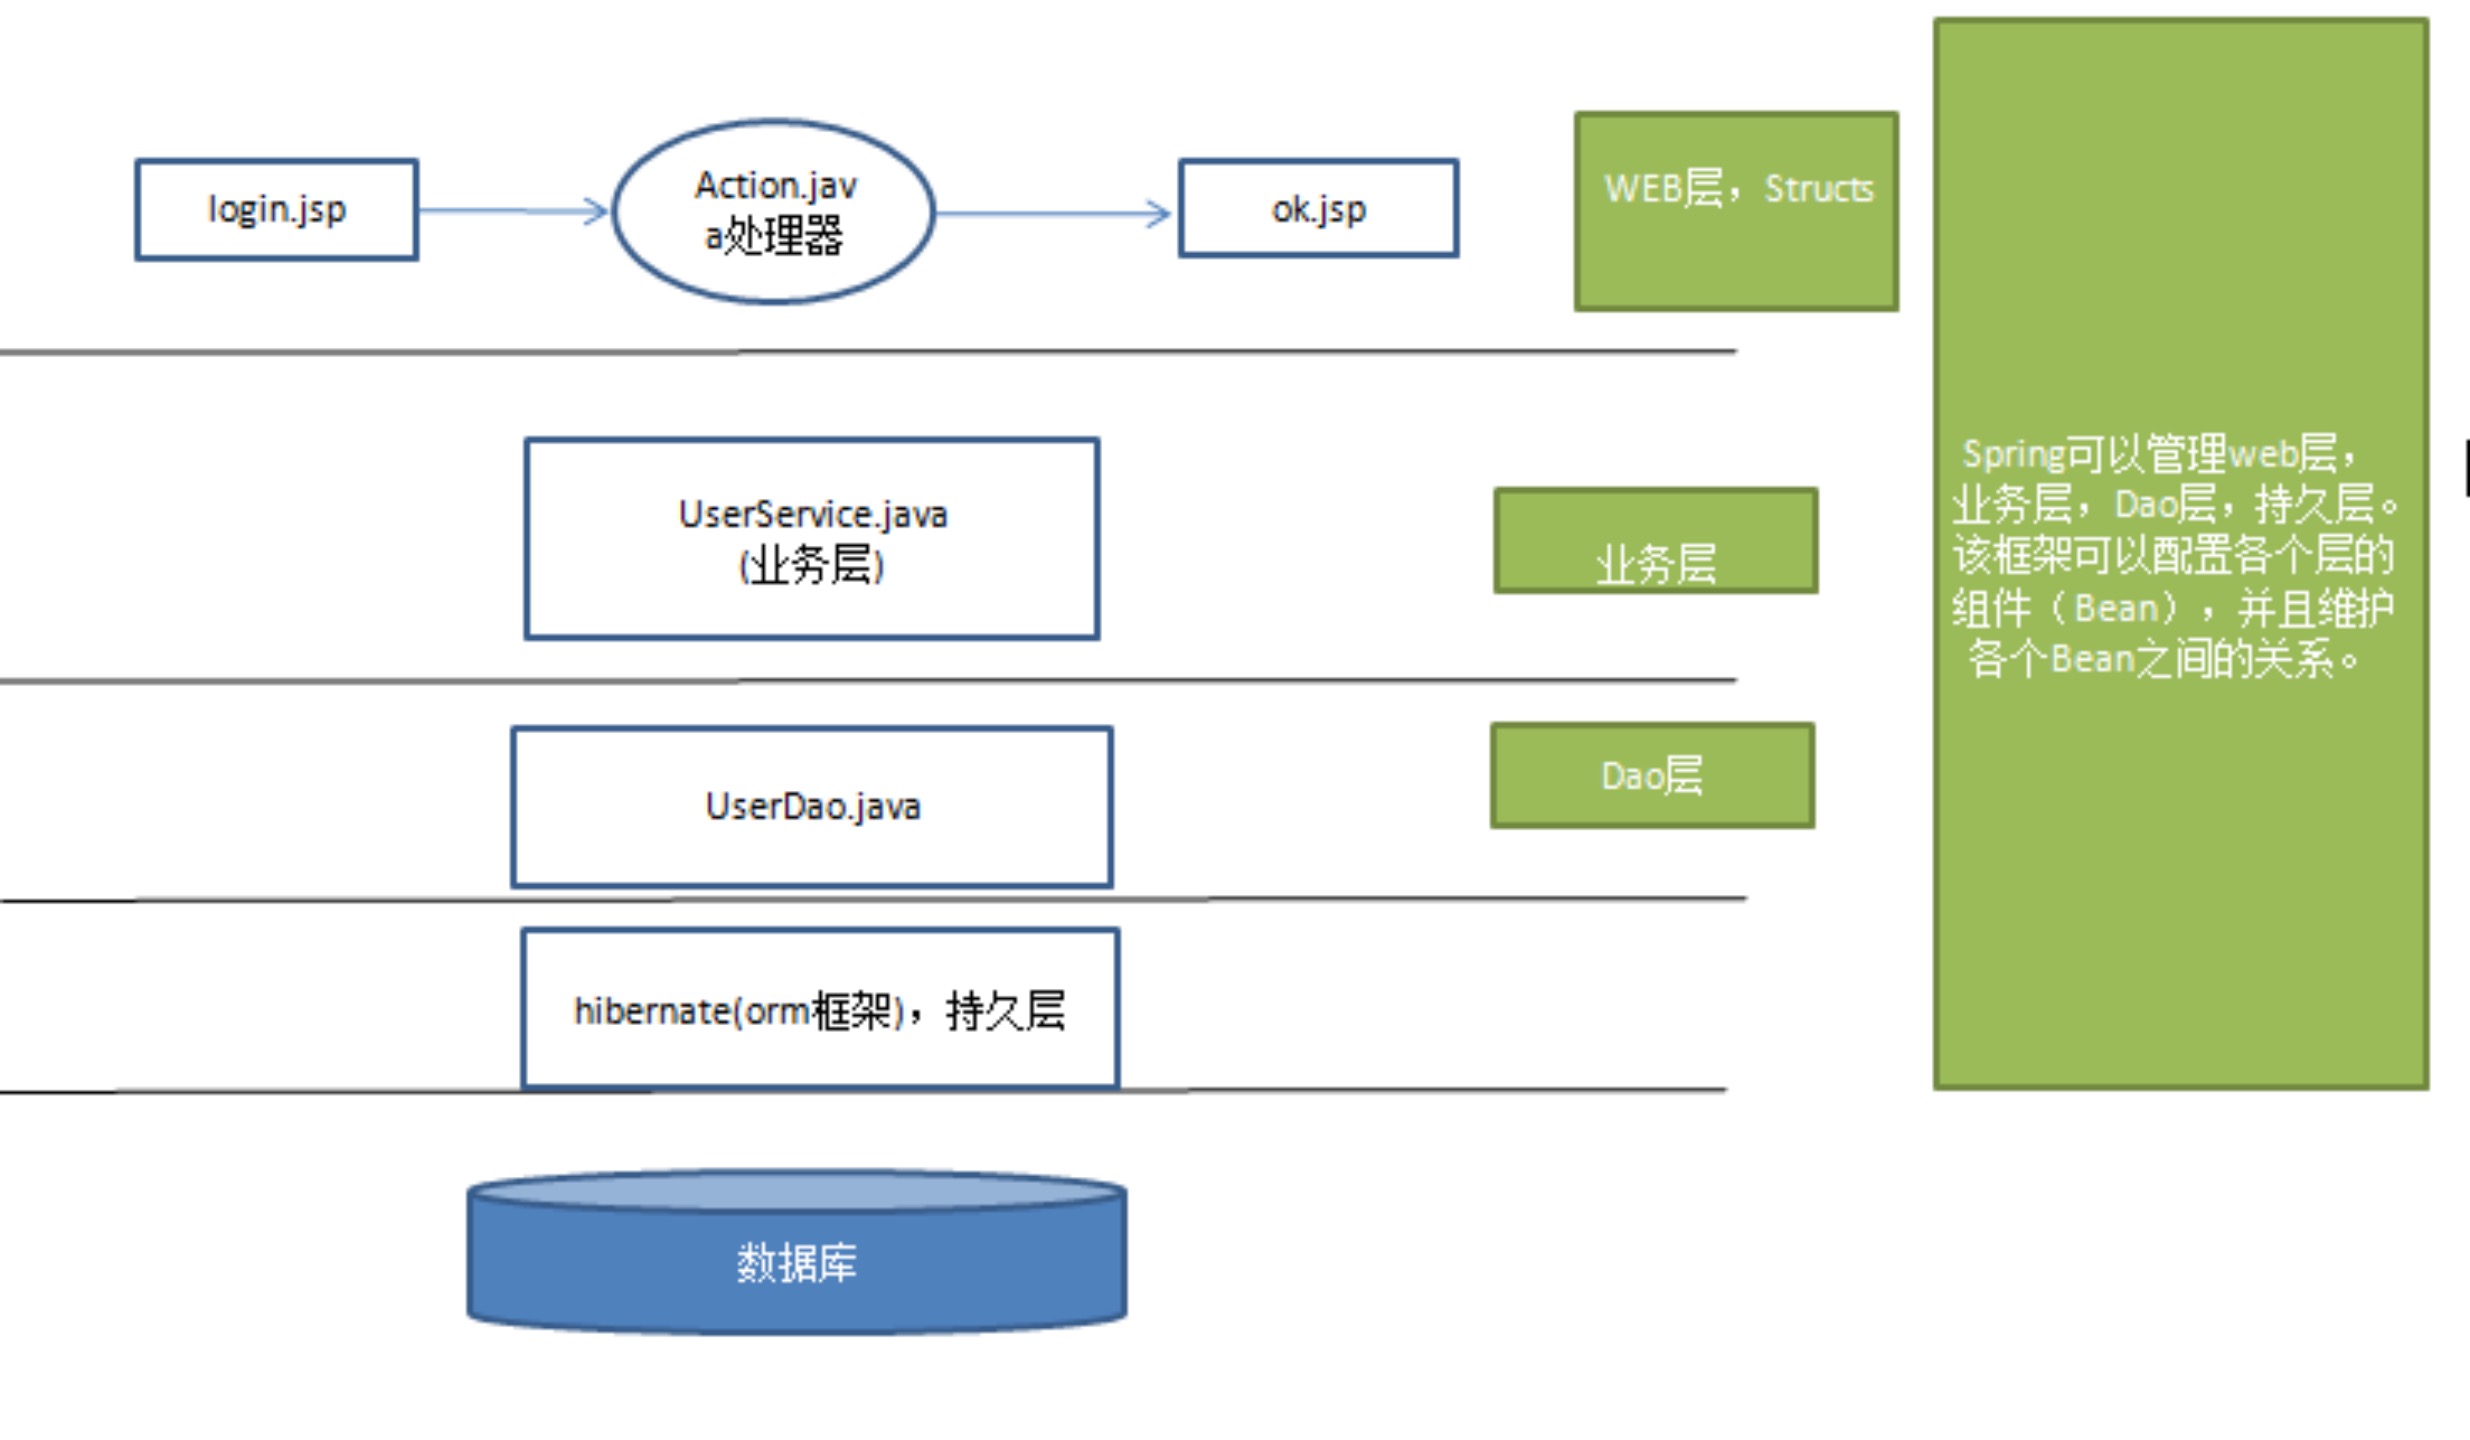 login.jsp
Action.jav
a处理器
ok.jsp
WEB层，Structs
UserService.java
(业务层)
业务层
Spring可以管理web层，
业务层，Dao层，持久层。
该框架可以配置各个层的
组件（Bean），并且维护
各个Bean之间的关系。
UserDao.java
Dao层
hibernate(orm框架)，持久层
数据库